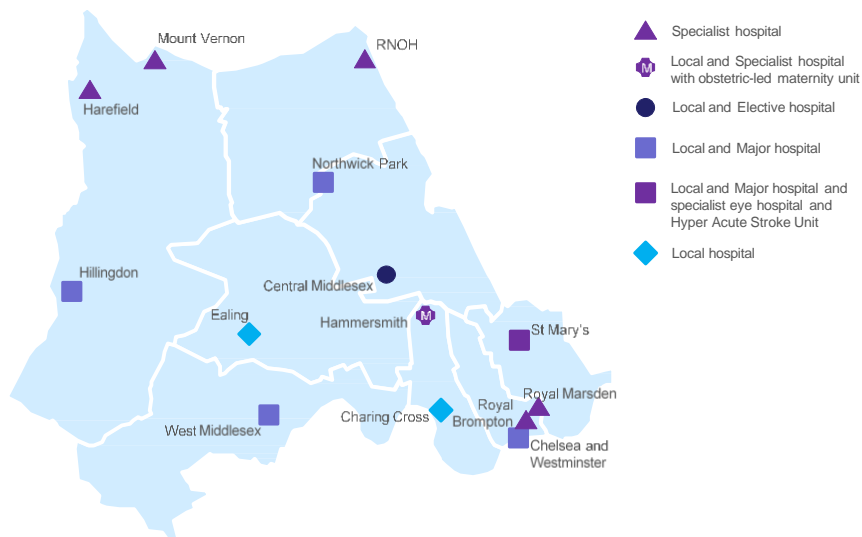 Mount Vernon
RNOH
Harefield
Northwick Park
Hillingdon
Central Middlesex
Ealing
Hammersmith
M
St Mary's
Royal Marsden
Royal
Brompton
Charing Cross
West Middlesex
Chelsea and
Westminster
Specialist hospital
M
Local and Specialist hospital
with obstetric-led maternity unit
Local and Elective hospital
Local and Major hospital
Local and Major hospital and
specialist eye hospital and
Hyper Acute Stroke Unit
Local hospital